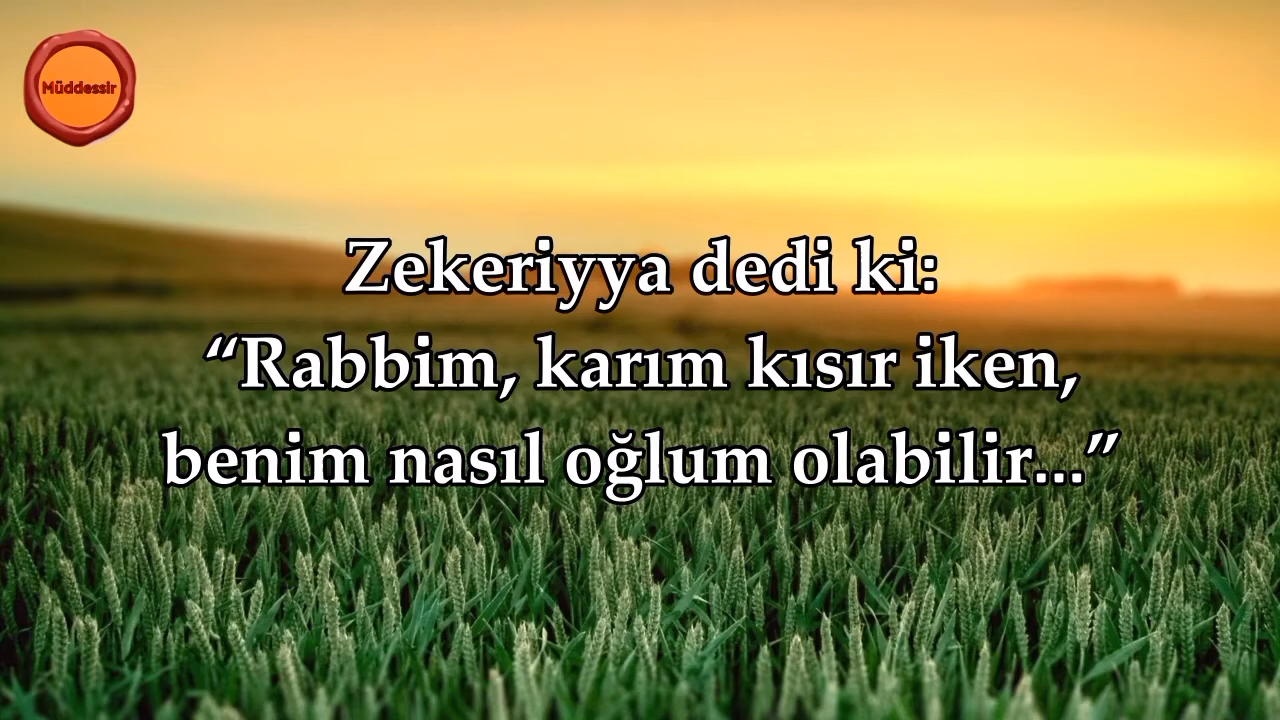 Müddessir
Zekeriyya dedi ki:
“Rabbim, karım kısır iken,
benim nasıl oğlum olabilir...”